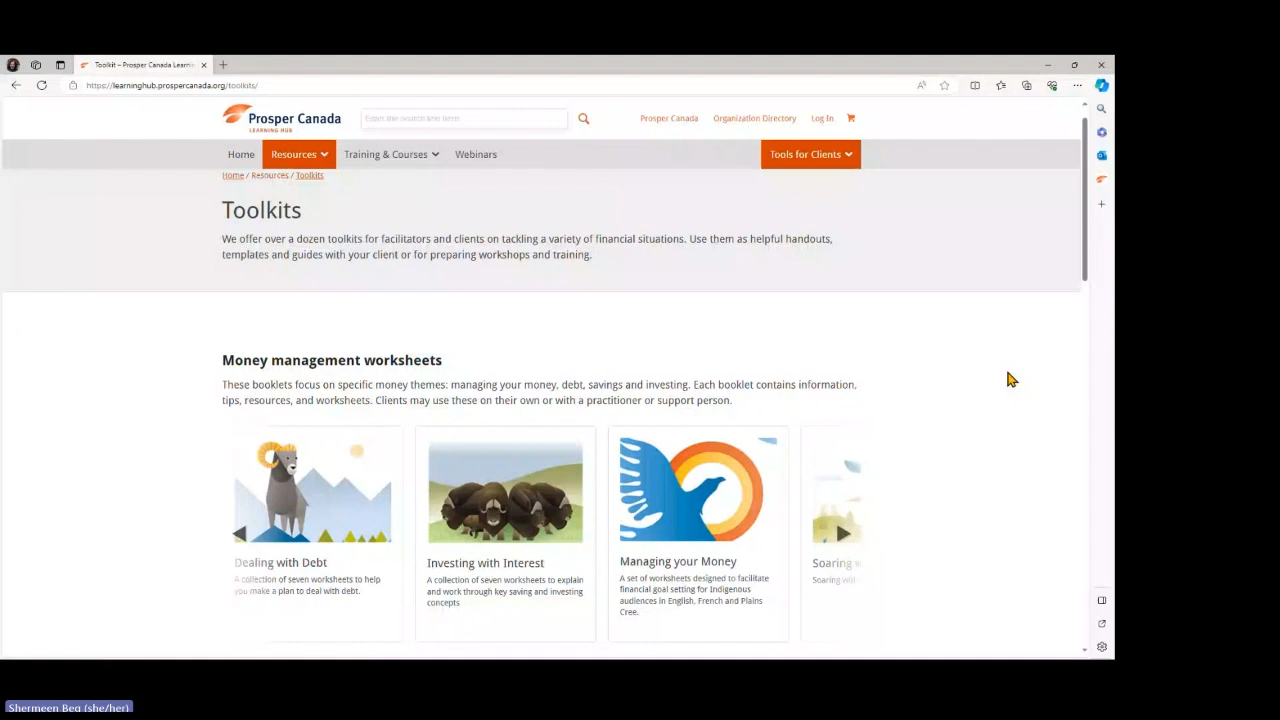 Toolkit – Prosper Canada Learni
https://learninghub.prospercanada.org/toolkits/
Prosper Canada
LEARNING HUB
Enter the search term here
Prosper Canada
Organization Directory
Log In
Home
Resources
Training & Courses
Webinars
Tools for Clients
Home / Resources / Toolkits
Toolkits
We offer over a dozen toolkits for facilitators and clients on tackling a variety of financial situations. Use them as helpful handouts,
templates and guides with your client or for preparing workshops and training.
Money management worksheets
These booklets focus on specific money themes: managing your money, debt, savings and investing. Each booklet contains information,
tips, resources, and worksheets. Clients may use these on their own or with a practitioner or support person.
Dealing with Debt
A collection of seven worksheets to help
you make a plan to deal with debt.
Investing with Interest
A collection of seven worksheets to explain
and work through key saving and investing
concepts
Managing your Money
A set of worksheets designed to facilitate
financial goal setting for Indigenous
audiences in English, French and Plains
Cree.
Soaring w
Soaring with
Shermeen Beg (she/her)